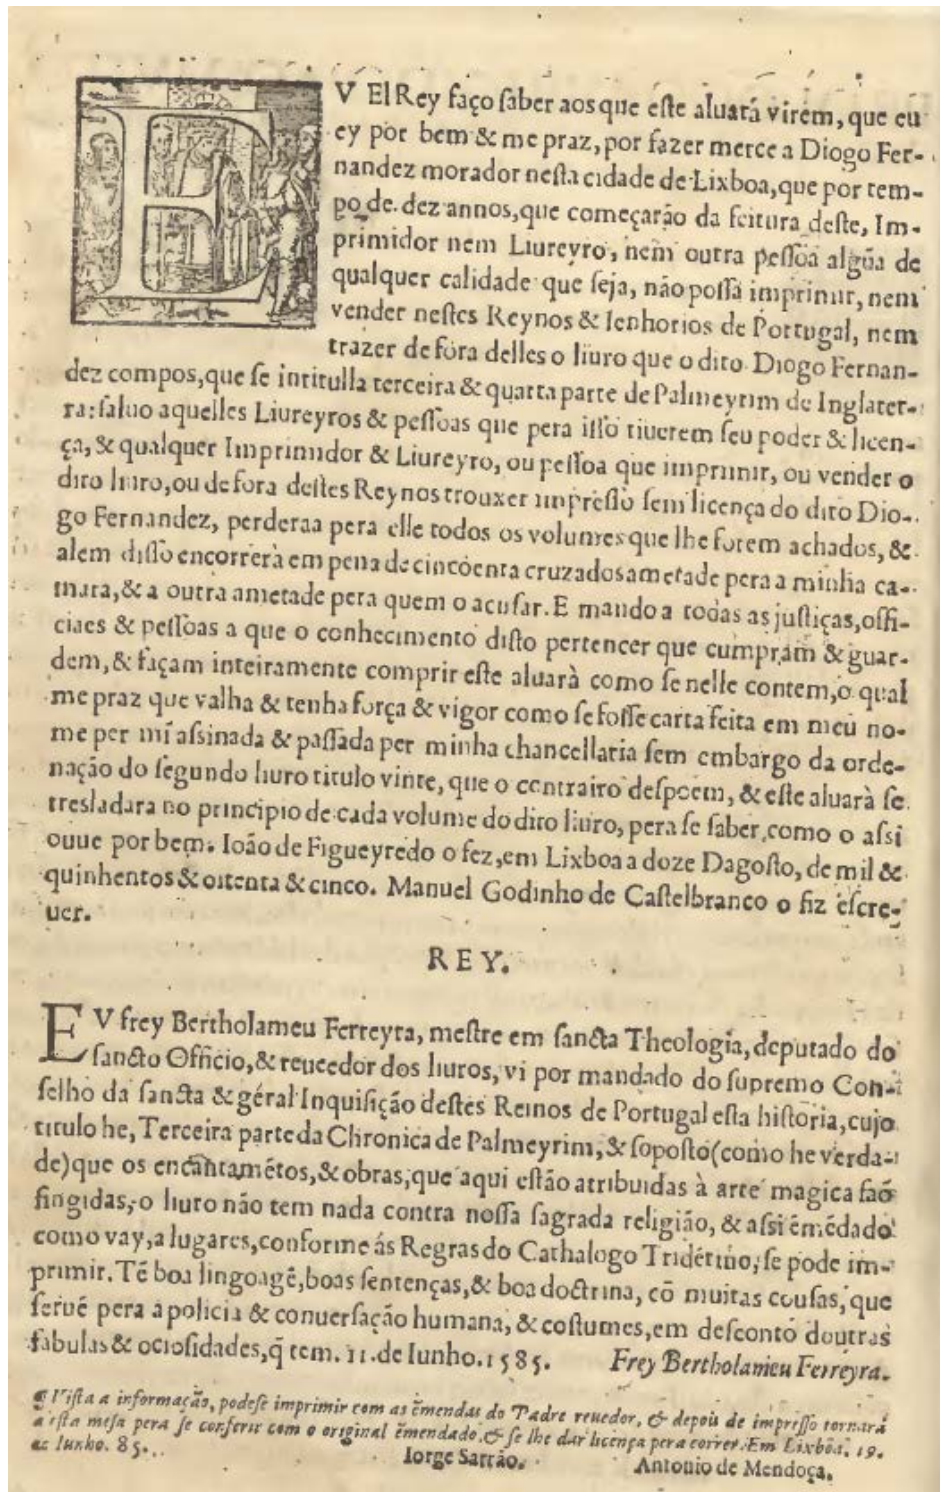 EV El Rey faço ſaber aos que eſte aluarà virem, que eu
ey por bem & me praz, por fazer merce a Diogo Fer-
nandez morador neſta cidade de Lixboa, que por tem-
po de dez annos, que começarão da feitura deſte, Im-
primidor nem Liureyro, nem outra peſſoa algũa de
qualquer calidade que ſeja, não poſſa imprimir, nem
vender neſtes Reynos & ſenhorios de Portugal, nem
trazer de fora delles o liuro que o dito Diogo Fernan-
dez compos, que ſe intitulla terceira & quarta parte de Palmeyrim de Inglater-
ra: ſaluo aquelles Liureyros & peſſoas que pera iſſo tiuerem ſeu poder & licen-
ça, & qualquer Imprimidor & Liureyro, ou peſſoa que imprimir, ou vender o
dito liuro, ou de fora deſtes Reynos trouxer impreſſo ſem licença do dito Dio-
go Fernandez, perderaa pera elle todos os volumes que lhe forem achados, &
alem diſſo encorrerà em pena de cincoenta cruzados ametade pera a minha ca-
mara, & a outra ametade pera quem o acuſar. E mando a todas as juſtiças, offi-
ciaes & peſſoas a que o conhecimento diſto pertencer que cumpram & guar-
dem, & façam inteiramente comprir eſte aluarà como ſe nelle contem, o qual
me praz que valha & tenha força & vigor como ſe foſſe carta feita em meu no-
me per mĩ aſsinada & paſſada per minha chancellaria ſem embargo da orde-
nação do ſegundo liuro titulo vinte, que o contrairo deſpoem, & eſte aluarà ſe
tresladara no principio de cada volume do dito liuro, pera ſe ſaber como o aſsi
ouue por bem. Ioão de Figueyredo o fez, em Lixboa a doze Dagoſto, de mil &
quinhentos & oitenta & cinco. Manuel Godinho de Caſtelbranco o fiz eſcre-
uer.
REY.
EV frey Bertholameu Ferreyra, meſtre em ſancta Theologia, deputado do
ſancto Officio, & reueedor dos liuros, vi por mandado do ſupremo Con-
ſelho da ſancta & géral Inquiſição deſtes Reinos de Portugal eſta hiſtoria, cujo
titulo he, Terceira parte da Chronica de Palmeyrim, & ſopoſto (como he verda-
de) que os encantamẽtos, & obras, que aqui eſtão atribuidas à arte magica ſaõ
fingidas, o liuro não tem nada contra noſſa ſagrada religião, & aſsi ẽmẽdado
como vay, a lugares, conforme ás Regras do Cathalogo Tridẽtino, ſe pode im-
primir. Tẽ boa lingoagẽ, boas ſentenças, & boa doctrina, cõ muitas couſas, que
ſeruẽ pera a policia & conuerſação humana, & coſtumes, em deſconto doutras
fabulas & ocioſidades, q̃ tem. 11. de Iunho. 1585. Frey Bertholameu Ferreyra.
¶ Viſta a informação, podeſe imprimir com as ẽmendas do Padre reuedor, & depois de impreſſo tornará
a eſta meſa pera ſe conferir com o original ẽmendado, & ſe lhe dar licença pera correr. Em Lixbõa. 19.
de Iunho. 85.
Iorge Sarrão. Antonio de Mendoça.